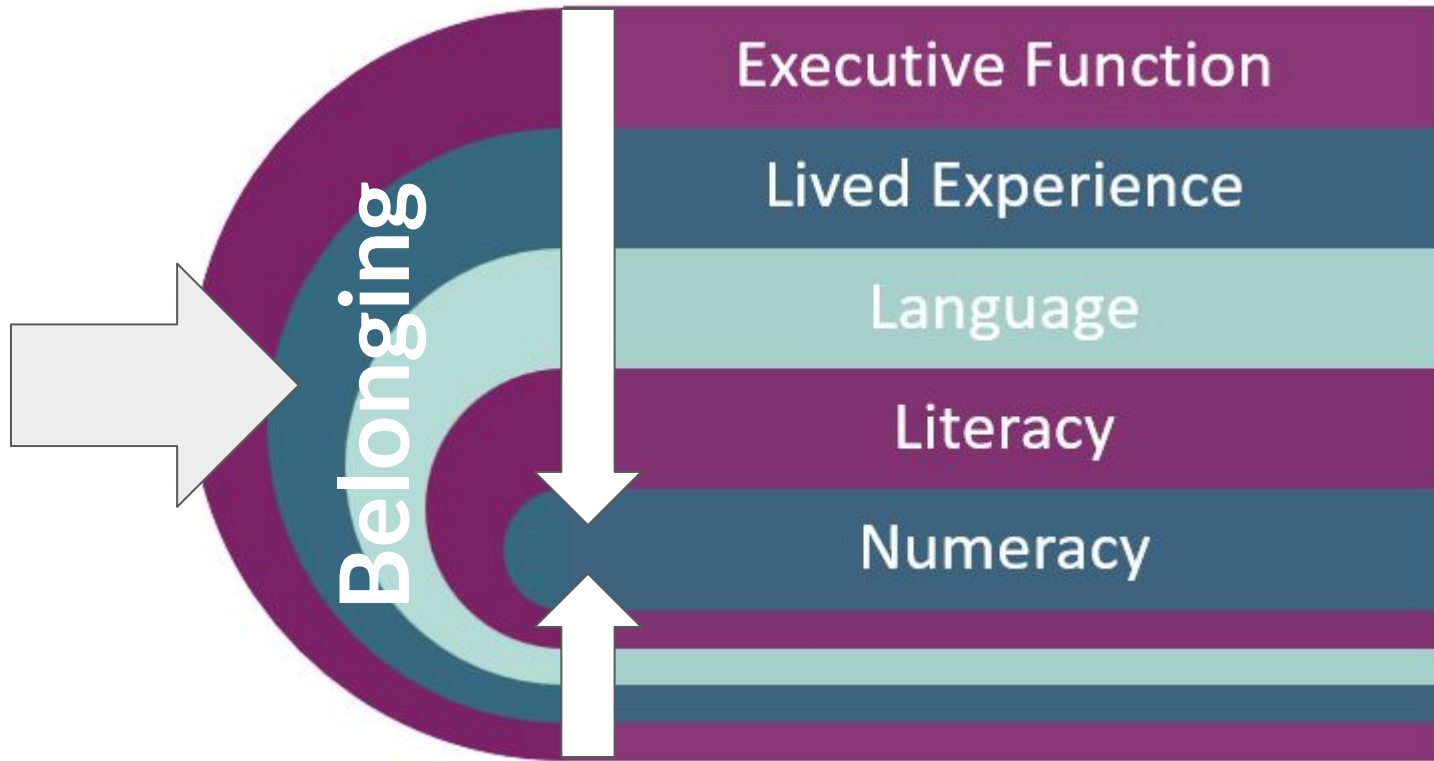 Belonging
Executive Function
Lived Experience
Language
Literacy
Numeracy